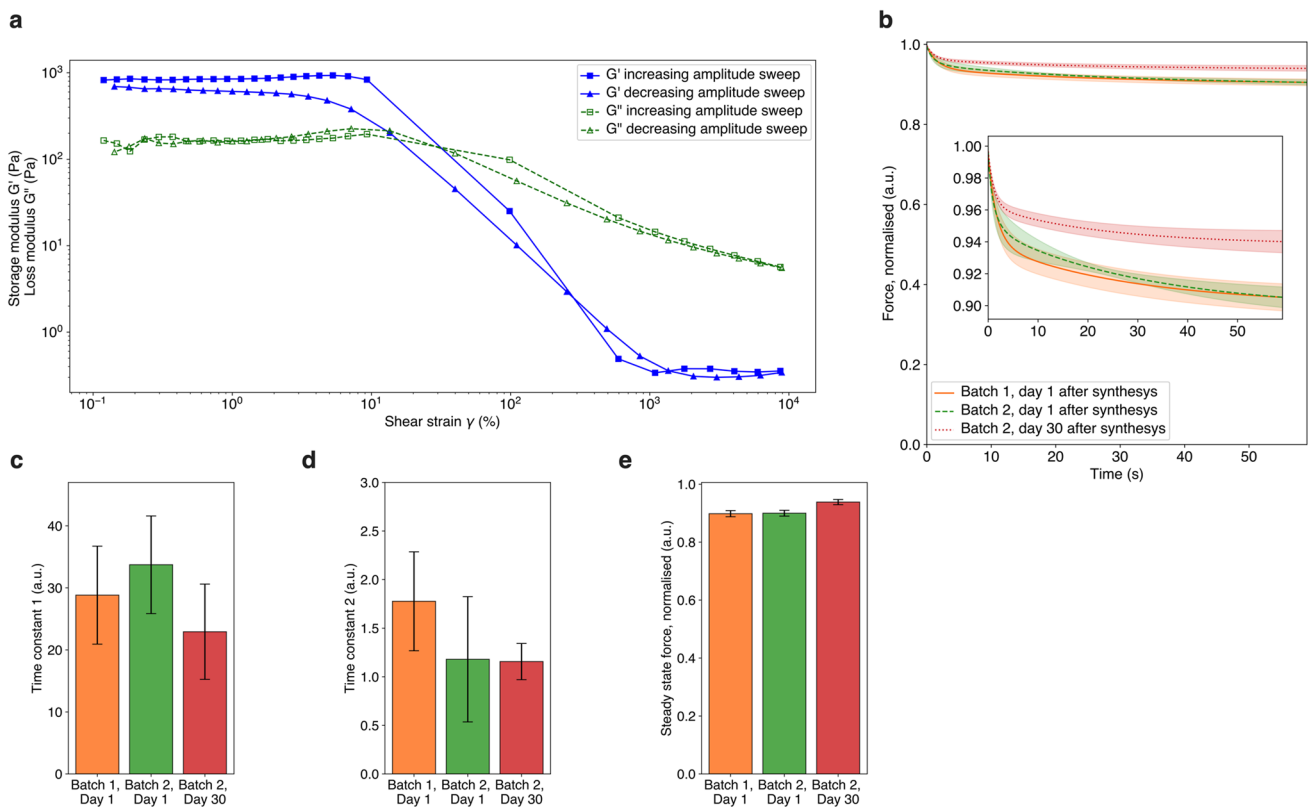 a
Storage modulus G′ (Pa)
Loss modulus G″ (Pa)
10³
10²
10¹
10⁰
10⁻¹
10⁰
10¹
10²
10³
10⁴
Shear strain γ (%)
G' increasing amplitude sweep
G' decreasing amplitude sweep
G" increasing amplitude sweep
G" decreasing amplitude sweep
b
Force, normalised (a.u.)
1.0
0.8
0.6
0.4
0.2
0.0
0
10
20
30
40
50
Time (s)
1.00
0.98
0.96
0.94
0.92
0.90
0
10
20
30
40
50
Batch 1, day 1 after synthesys
Batch 2, day 1 after synthesys
Batch 2, day 30 after synthesys
c
Time constant 1 (a.u.)
40
30
20
10
0
Batch 1,
Day 1
Batch 2,
Day 1
Batch 2,
Day 30
d
Time constant 2 (a.u.)
3.0
2.5
2.0
1.5
1.0
0.5
0.0
Batch 1,
Day 1
Batch 2,
Day 1
Batch 2,
Day 30
e
Steady state force, normalised (a.u.)
1.0
0.8
0.6
0.4
0.2
0.0
Batch 1,
Day 1
Batch 2,
Day 1
Batch 2,
Day 30